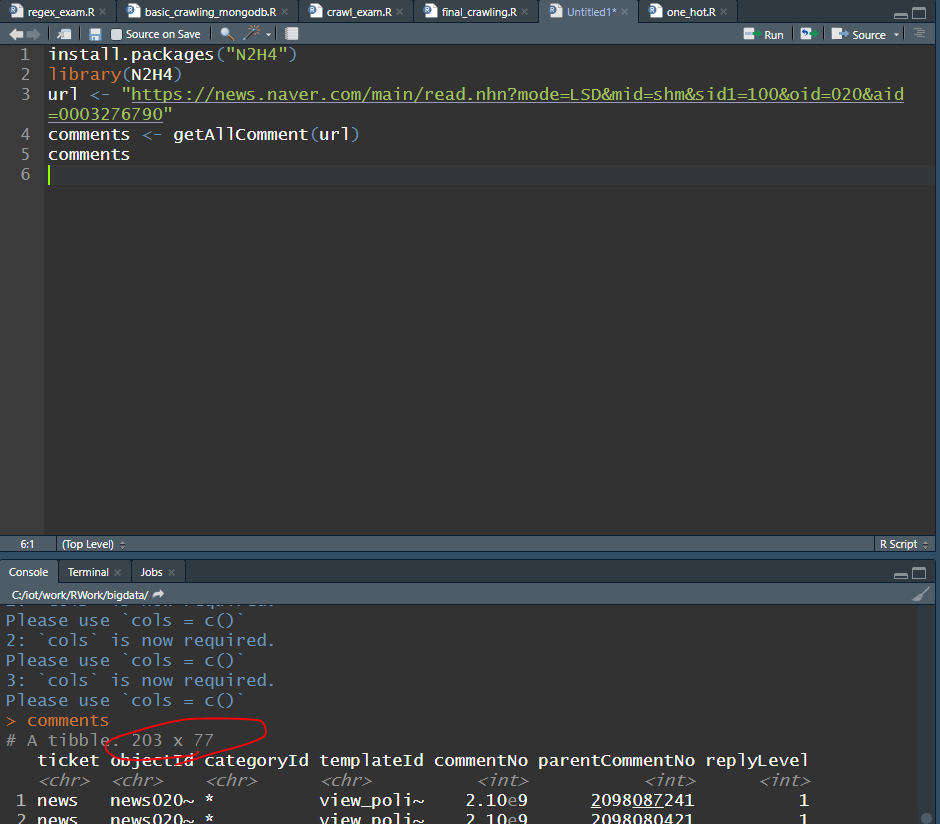 regex_exam.R basic_crawling_mongodb.R crawl_exam.R final_crawling.R Untitled1* one_hot.R
Source on Save Run Source
1 install.packages("N2H4")
2 library(N2H4)
3 url <- "https://news.naver.com/main/read.nhn?mode=LSD&mid=shm&sid1=100&oid=020&aid
=0003276790"
4 comments <- getAllComment(url)
5 comments
6
6:1 (Top Level) R Script
Console Terminal Jobs
C:/iot/work/RWork/bigdata/
Please use `cols = c()`
2: `cols` is now required.
Please use `cols = c()`
3: `cols` is now required.
Please use `cols = c()`
> comments
# A tibble: 203 x 77
ticket objectId categoryId templateId commentNo parentCommentNo replyLevel
<chr> <chr> <chr> <chr> <int> <int> <int>
1 news news020~ * view_poli~ 2.10e9 2098087241 1
2 news news020~ * view_poli~ 2.10e9 2098080421 1